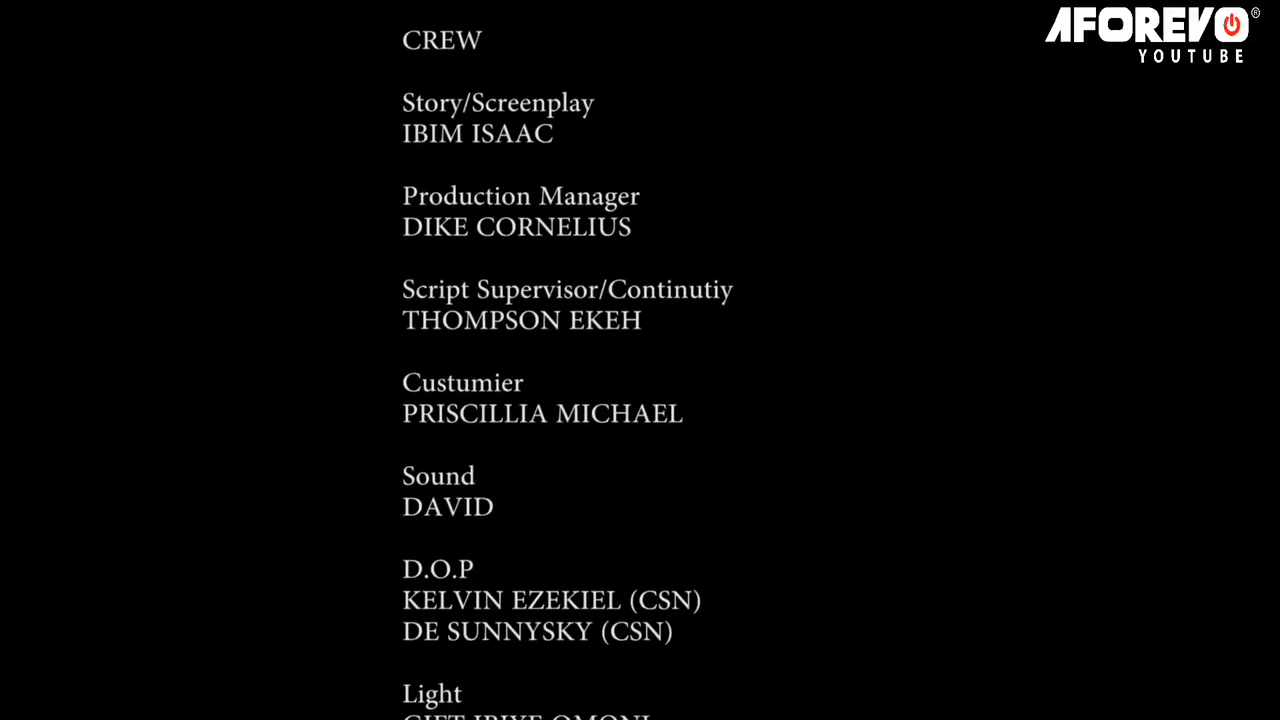 AFOREVO®
YOUTUBE
CREW
Story/Screenplay
IBIM ISAAC
Production Manager
DIKE CORNELIUS
Script Supervisor/Continutiy
THOMPSON EKEH
Custumier
PRISCILLIA MICHAEL
Sound
DAVID
D.O.P
KELVIN EZEKIEL (CSN)
DE SUNNYSKY (CSN)
Light